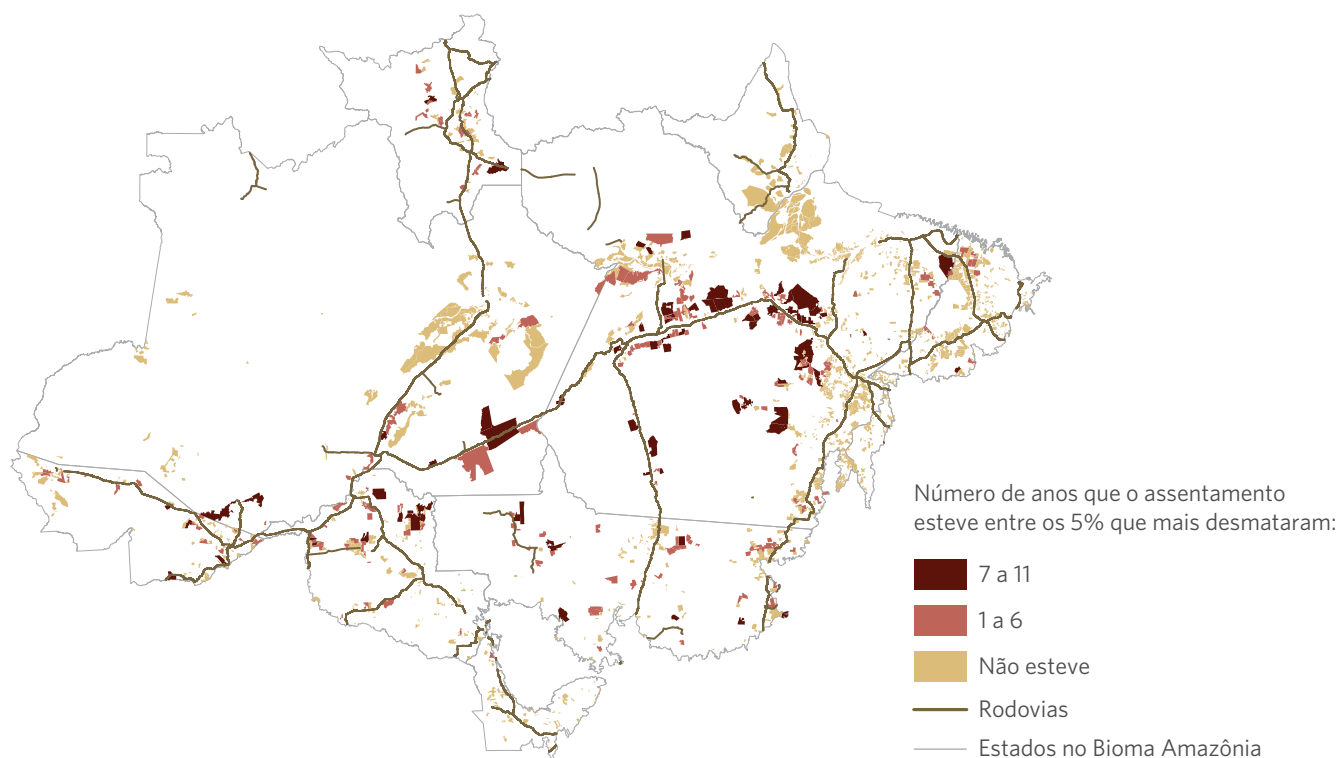 Número de anos que o assentamento
esteve entre os 5% que mais desmataram:
7 a 11
1 a 6
Não esteve
Rodovias
Estados no Bioma Amazônia